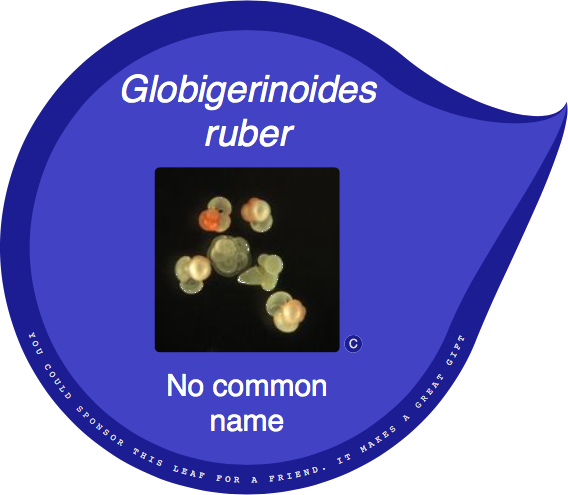 Globigerinoides
ruber
C
No common
name
YOU COULD SPONSOR THIS LEAF FOR A FRIEND. IT MAKES A GREAT GIFT